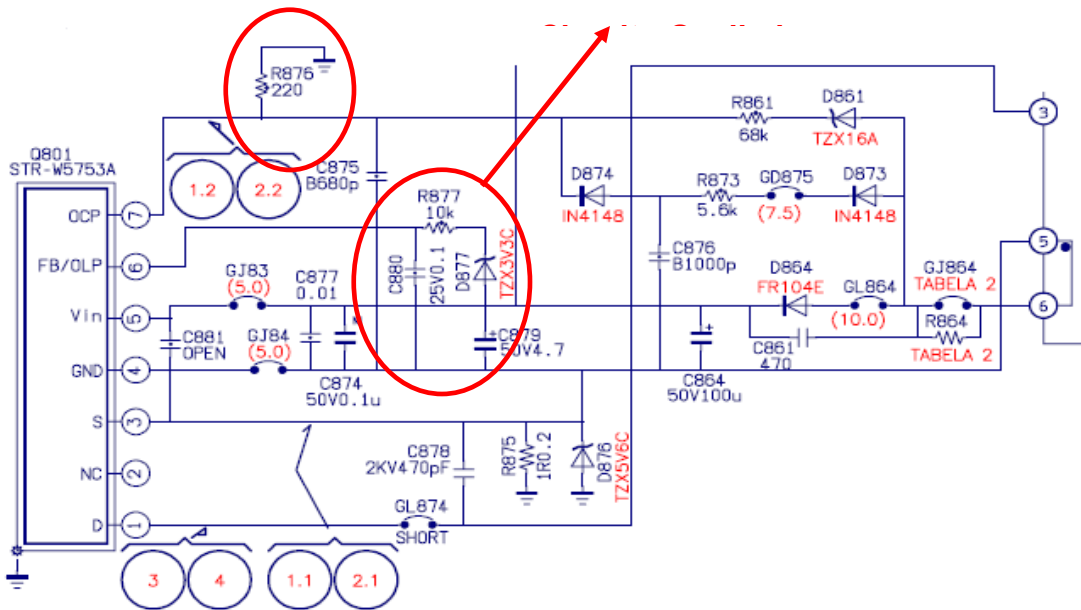 R876
220
Q801
STR-W5753A
OCP
7
FB/OLP
6
VIn
5
GND
4
S
3
NC
2
D
1
1.2
2.2
C875
B680p
R877
10k
C880
25V0.1
D877
TZX3V3C
C879
50V4.7
GJ83
(5.0)
C877
0.01
C881
OPEN
GJ84
(5.0)
C874
50V0.1u
C878
2KV470pF
GL874
SHORT
R875
1R0.2
D876
TZX5V6C
R861
68k
D861
TZX16A
D874
IN4148
R873
5.6k
GD875
(7.5)
D873
IN4148
C876
B1000p
D864
FR104E
GL864
(10.0)
GJ864
TABELA 2
R864
TABELA 2
C861
470
C864
50V100u
3
5
6
3
4
1.1
2.1